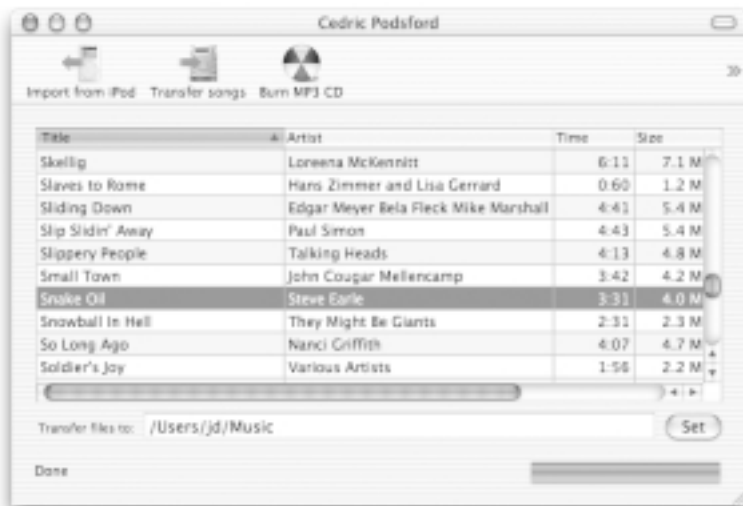 Cedric Podsford
Import from iPod Transfer songs Burn MP3 CD
Title Artist Time Size
Skellig Loreena McKennitt 6:11 7.1 M
Slaves to Rome Hans Zimmer and Lisa Gerrard 0:60 1.2 M
Sliding Down Edgar Meyer Bela Fleck Mike Marshall 4:41 5.4 M
Slip Slidin' Away Paul Simon 4:43 5.4 M
Slippery People Talking Heads 4:13 4.8 M
Small Town John Cougar Mellencamp 3:42 4.2 M
Snake Oil Steve Earle 3:31 4.0 M
Snowball In Hell They Might Be Giants 2:31 2.3 M
So Long Ago Nanci Griffith 4:07 4.7 M
Soldier's Joy Various Artists 1:56 2.2 M
Transfer files to: /Users/jd/Music Set
Done